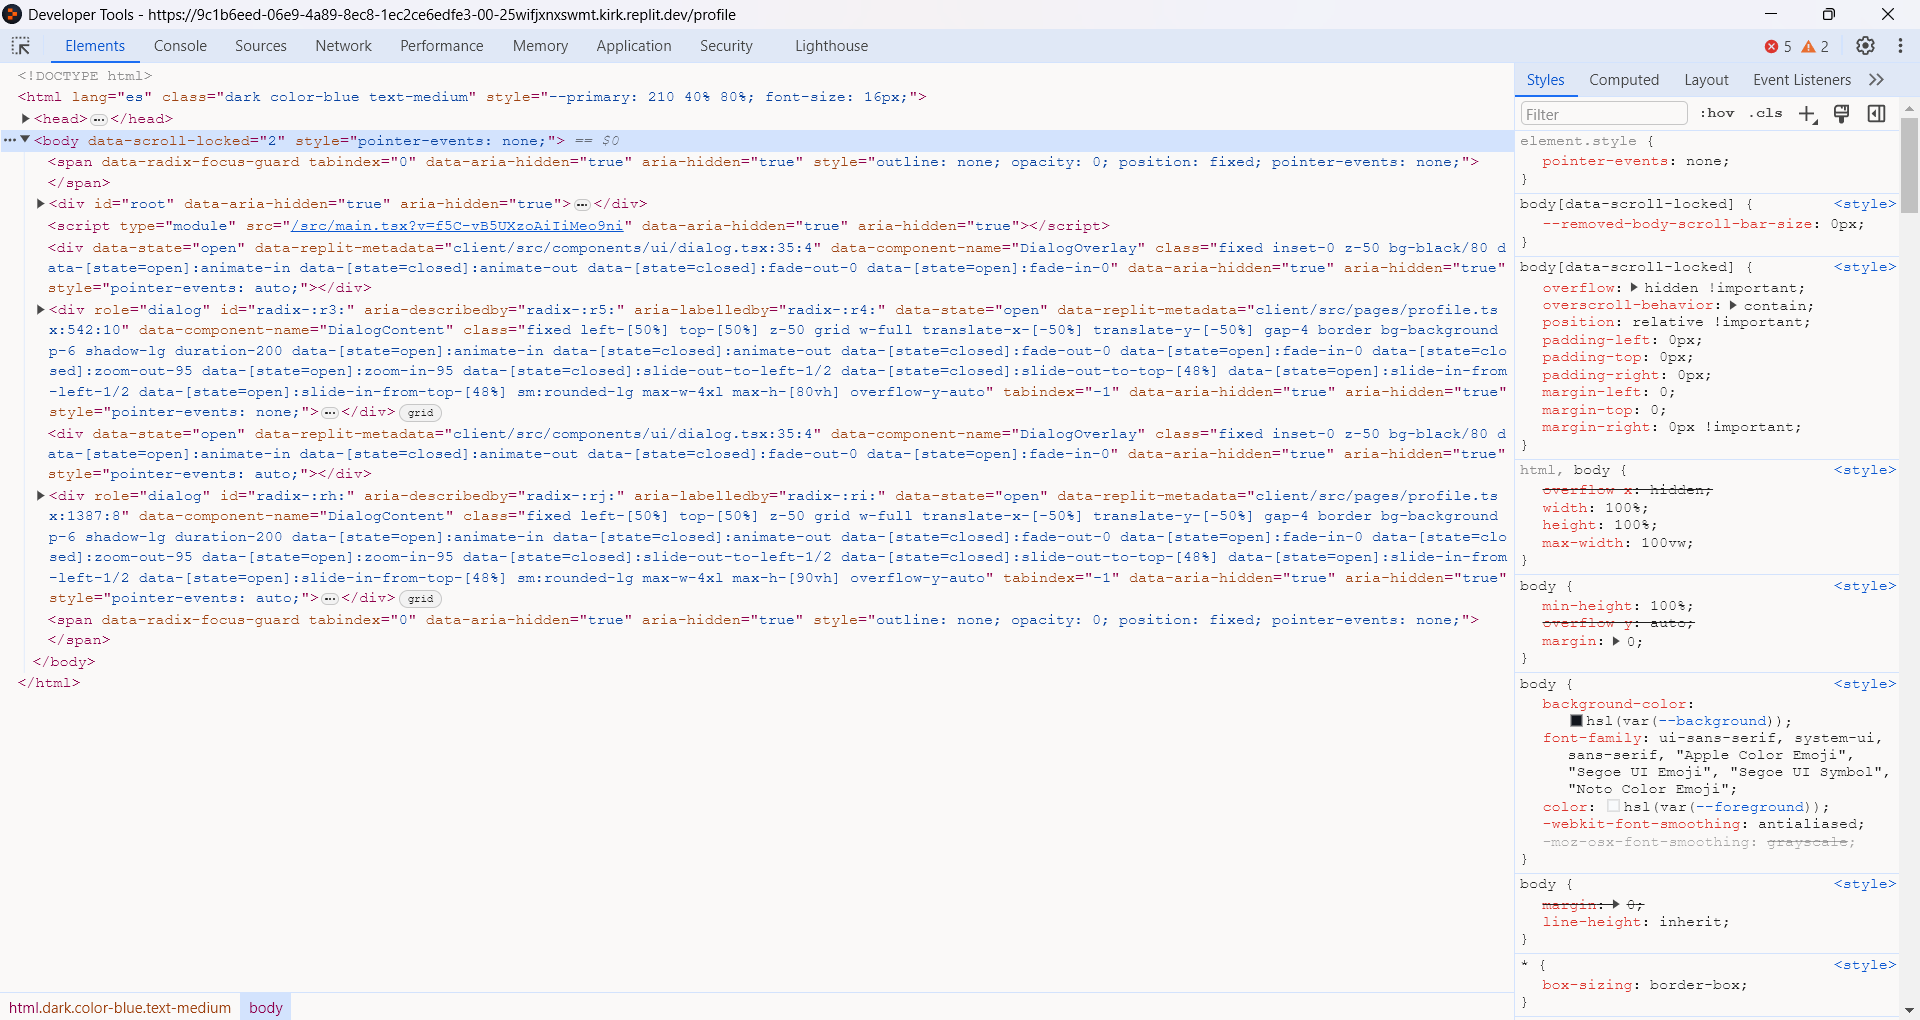 Developer Tools - https://9c1b6eed-06e9-4a89-8ec8-1ec2ce6edfe3-00-25wifjxnxswmt.kirk.replit.dev/profile
Elements Console Sources Network Performance Memory Application Security Lighthouse 5 2
<!DOCTYPE html>
<html lang="es" class="dark color-blue text-medium" style="--primary: 210 40% 80%; font-size: 16px;">
<head>…</head>
<body data-scroll-locked="2" style="pointer-events: none;"> == $0
<span data-radix-focus-guard tabindex="0" data-aria-hidden="true" aria-hidden="true" style="outline: none; opacity: 0; position: fixed; pointer-events: none;">
</span>
<div id="root" data-aria-hidden="true" aria-hidden="true">…</div>
<script type="module" src="/src/main.tsx?v=f5C-vB5UXzoAiIiMeo9ni" data-aria-hidden="true" aria-hidden="true"></script>
<div data-state="open" data-replit-metadata="client/src/components/ui/dialog.tsx:35:4" data-component-name="DialogOverlay" class="fixed inset-0 z-50 bg-black/80 d
ata-[state=open]:animate-in data-[state=closed]:animate-out data-[state=closed]:fade-out-0 data-[state=open]:fade-in-0" data-aria-hidden="true" aria-hidden="true"
style="pointer-events: auto;"></div>
<div role="dialog" id="radix-:r3:" aria-describedby="radix-:r5:" aria-labelledby="radix-:r4:" data-state="open" data-replit-metadata="client/src/pages/profile.ts
x:542:10" data-component-name="DialogContent" class="fixed left-[50%] top-[50%] z-50 grid w-full translate-x-[-50%] translate-y-[-50%] gap-4 border bg-background
p-6 shadow-lg duration-200 data-[state=open]:animate-in data-[state=closed]:animate-out data-[state=closed]:fade-out-0 data-[state=open]:fade-in-0 data-[state=clo
sed]:zoom-out-95 data-[state=open]:zoom-in-95 data-[state=closed]:slide-out-to-left-1/2 data-[state=closed]:slide-out-to-top-[48%] data-[state=open]:slide-in-from
-left-1/2 data-[state=open]:slide-in-from-top-[48%] sm:rounded-lg max-w-4xl max-h-[80vh] overflow-y-auto" tabindex="-1" data-aria-hidden="true" aria-hidden="true"
style="pointer-events: none;">…</div> grid
<div data-state="open" data-replit-metadata="client/src/components/ui/dialog.tsx:35:4" data-component-name="DialogOverlay" class="fixed inset-0 z-50 bg-black/80 d
ata-[state=open]:animate-in data-[state=closed]:animate-out data-[state=closed]:fade-out-0 data-[state=open]:fade-in-0" data-aria-hidden="true" aria-hidden="true"
style="pointer-events: auto;"></div>
<div role="dialog" id="radix-:rh:" aria-describedby="radix-:rj:" aria-labelledby="radix-:ri:" data-state="open" data-replit-metadata="client/src/pages/profile.ts
x:1387:8" data-component-name="DialogContent" class="fixed left-[50%] top-[50%] z-50 grid w-full translate-x-[-50%] translate-y-[-50%] gap-4 border bg-background
p-6 shadow-lg duration-200 data-[state=open]:animate-in data-[state=closed]:animate-out data-[state=closed]:fade-out-0 data-[state=open]:fade-in-0 data-[state=clo
sed]:zoom-out-95 data-[state=open]:zoom-in-95 data-[state=closed]:slide-out-to-left-1/2 data-[state=closed]:slide-out-to-top-[48%] data-[state=open]:slide-in-from
-left-1/2 data-[state=open]:slide-in-from-top-[48%] sm:rounded-lg max-w-4xl max-h-[90vh] overflow-y-auto" tabindex="-1" data-aria-hidden="true" aria-hidden="true"
style="pointer-events: auto;">…</div> grid
<span data-radix-focus-guard tabindex="0" data-aria-hidden="true" aria-hidden="true" style="outline: none; opacity: 0; position: fixed; pointer-events: none;">
</span>
</body>
</html>
html.dark.color-blue.text-medium body
Styles Computed Layout Event Listeners
Filter :hov .cls
element.style {
pointer-events: none;
}
body[data-scroll-locked] { <style>
--removed-body-scroll-bar-size: 0px;
}
body[data-scroll-locked] { <style>
overflow: hidden !important;
overscroll-behavior: contain;
position: relative !important;
padding-left: 0px;
padding-top: 0px;
padding-right: 0px;
margin-left: 0;
margin-top: 0;
margin-right: 0px !important;
}
html, body { <style>
overflow-x: hidden;
width: 100%;
height: 100%;
max-width: 100vw;
}
body { <style>
min-height: 100%;
overflow-y: auto;
margin: 0;
}
body { <style>
background-color:
hsl(var(--background));
font-family: ui-sans-serif, system-ui,
sans-serif, "Apple Color Emoji",
"Segoe UI Emoji", "Segoe UI Symbol",
"Noto Color Emoji";
color: hsl(var(--foreground));
-webkit-font-smoothing: antialiased;
-moz-osx-font-smoothing: grayscale;
}
body { <style>
margin: 0;
line-height: inherit;
}
* { <style>
box-sizing: border-box;
}